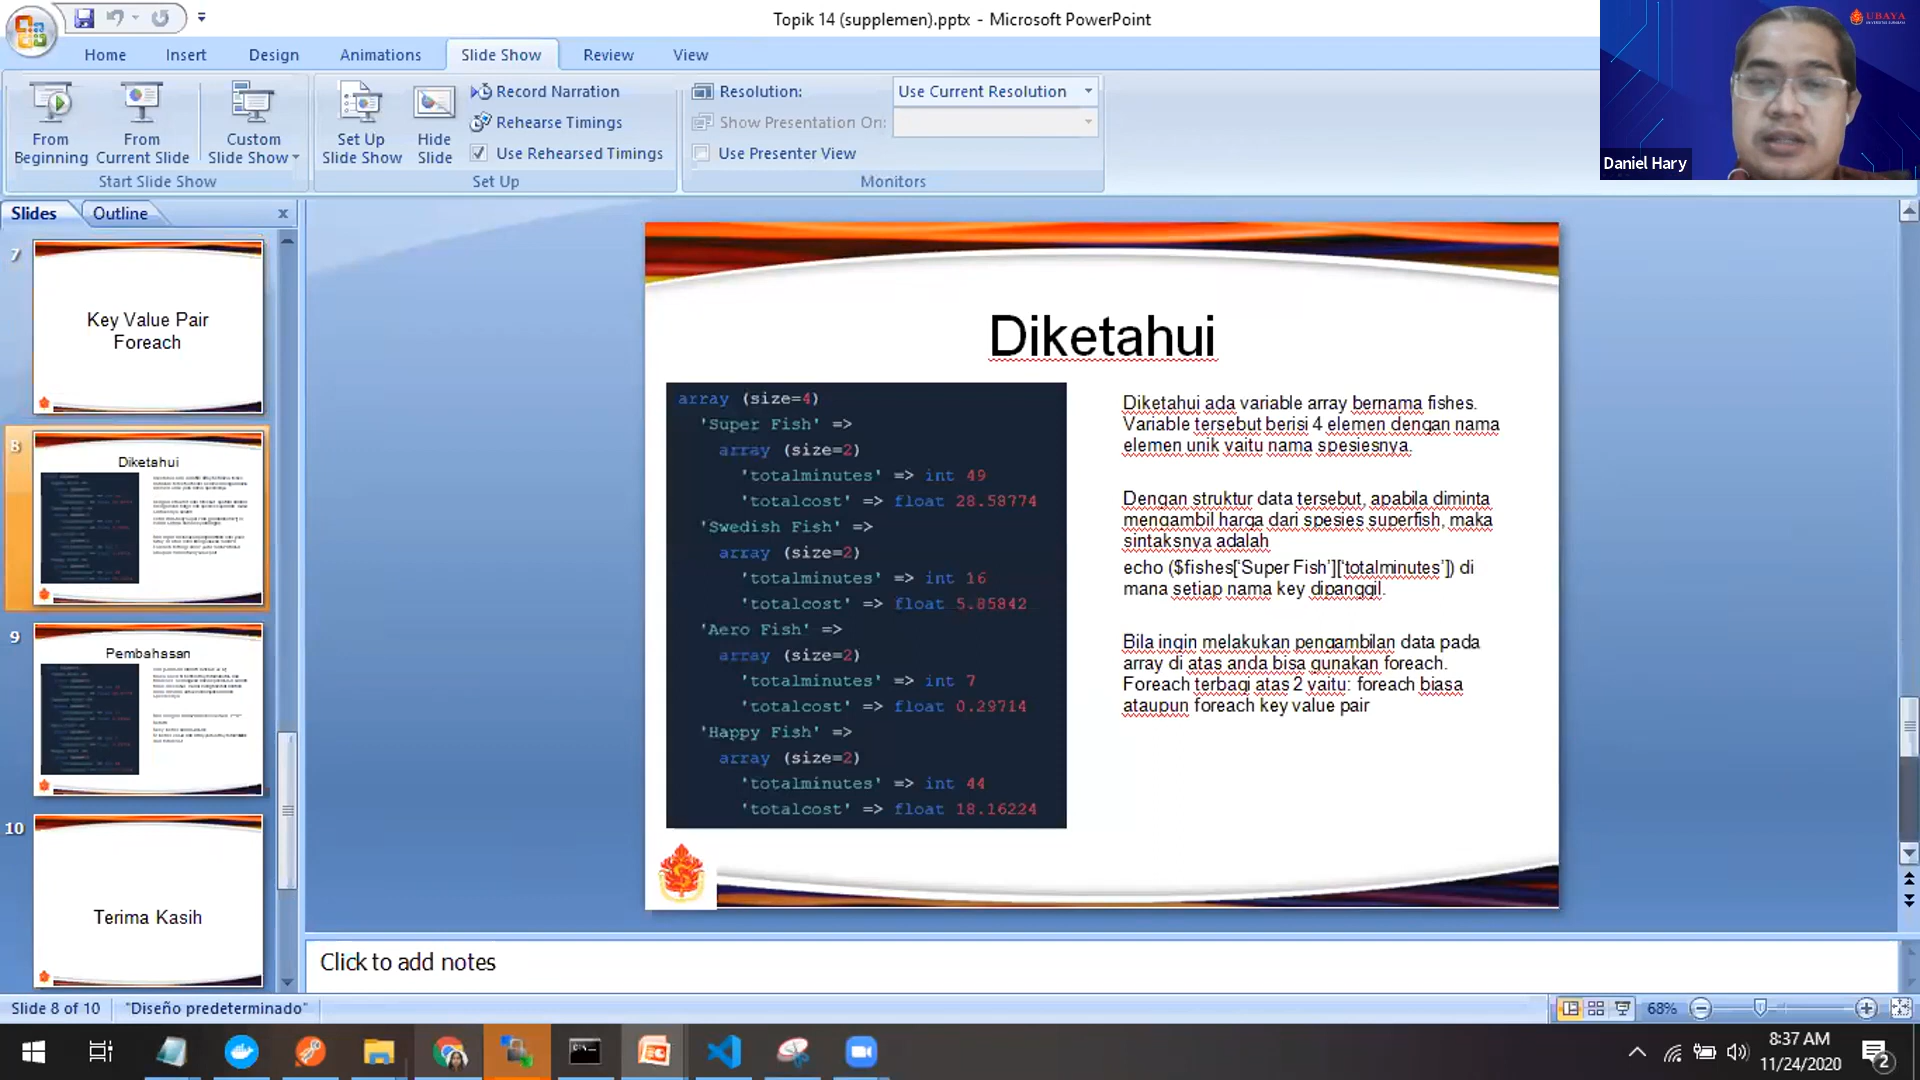 Topik 14 (supplemen).pptx - Microsoft PowerPoint
UBAYA
Home Insert Design Animations Slide Show Review View
From Beginning
From Current Slide
Custom Slide Show
Start Slide Show
Set Up Slide Show
Hide Slide
Record Narration
Rehearse Timings
Use Rehearsed Timings
Set Up
Resolution: Use Current Resolution
Show Presentation On:
Use Presenter View
Monitors
Daniel Hary
Slides Outline x
7
Key Value Pair
Foreach
8
Diketahui
9
Pembahasan
10
Terima Kasih
Diketahui
array (size=4)
'Super Fish' =>
array (size=2)
'totalminutes' => int 49
'totalcost' => float 28.58774
'Swedish Fish' =>
array (size=2)
'totalminutes' => int 16
'totalcost' => float 5.85842
'Aero Fish' =>
array (size=2)
'totalminutes' => int 7
'totalcost' => float 0.29714
'Happy Fish' =>
array (size=2)
'totalminutes' => int 44
'totalcost' => float 18.16224
Diketahui ada variable array bernama fishes.
Variable tersebut berisi 4 elemen dengan nama
elemen unik yaitu nama spesiesnya.
Dengan struktur data tersebut, apabila diminta
mengambil harga dari spesies superfish, maka
sintaksnya adalah
echo ($fishes[‘Super Fish’][‘totalminutes’]) di
mana setiap nama key dipanggil.
Bila ingin melakukan pengambilan data pada
array di atas anda bisa gunakan foreach.
Foreach terbagi atas 2 yaitu: foreach biasa
ataupun foreach key value pair
Click to add notes
Slide 8 of 10 "Diseño predeterminado" 68%
8:37 AM
11/24/2020
2